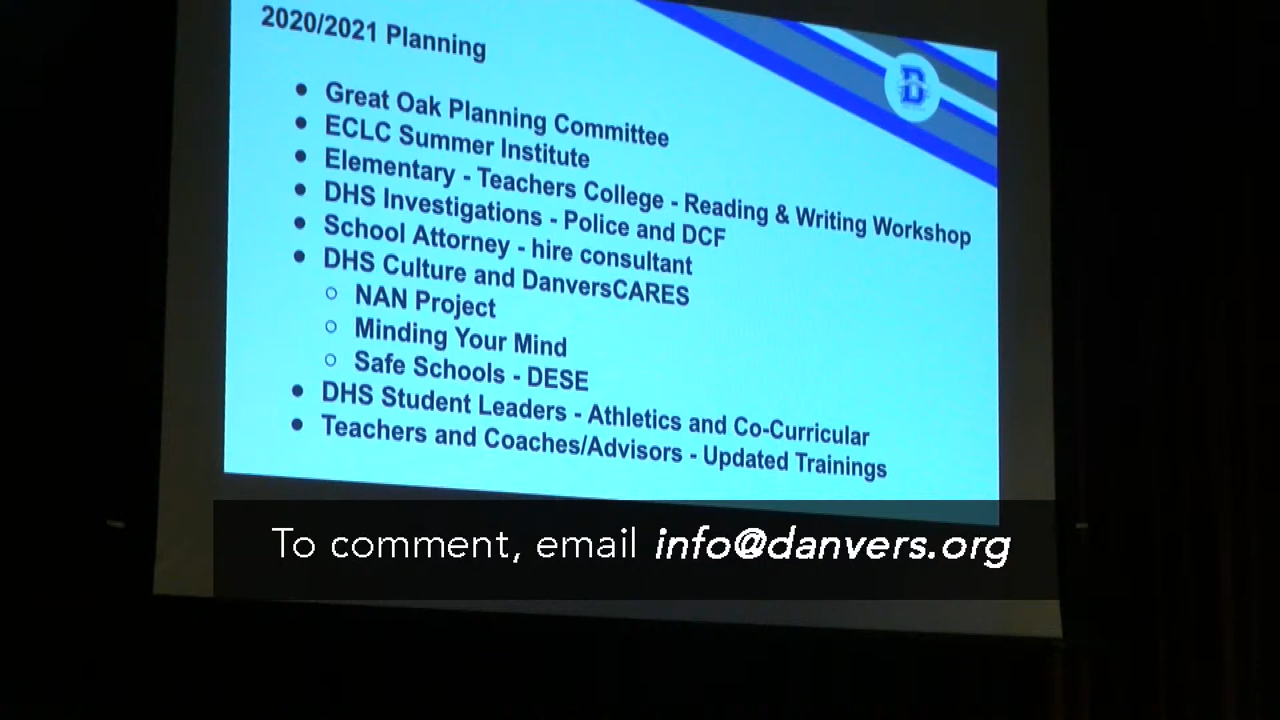 2020/2021 Planning
● Great Oak Planning Committee
● ECLC Summer Institute
● Elementary - Teachers College - Reading & Writing Workshop
● DHS Investigations - Police and DCF
● School Attorney - hire consultant
● DHS Culture and DanversCARES
○ NAN Project
○ Minding Your Mind
○ Safe Schools - DESE
● DHS Student Leaders - Athletics and Co-Curricular
● Teachers and Coaches/Advisors - Updated Trainings
D
To comment, email info@danvers.org